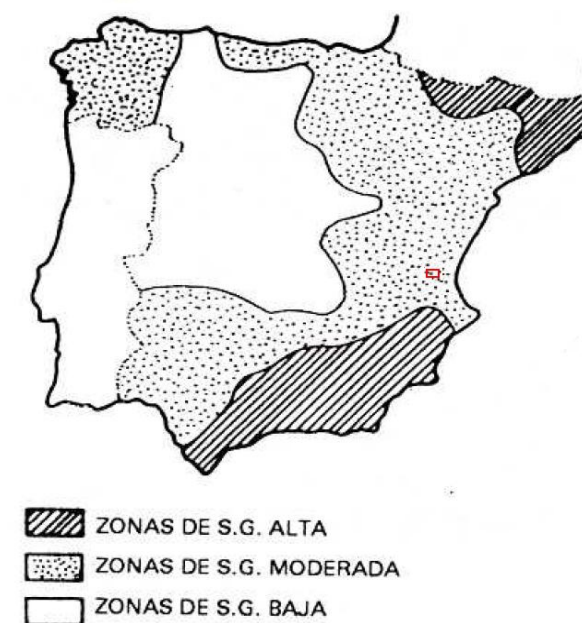 ZONAS DE S.G. ALTA
ZONAS DE S.G. MODERADA
ZONAS DE S.G. BAJA